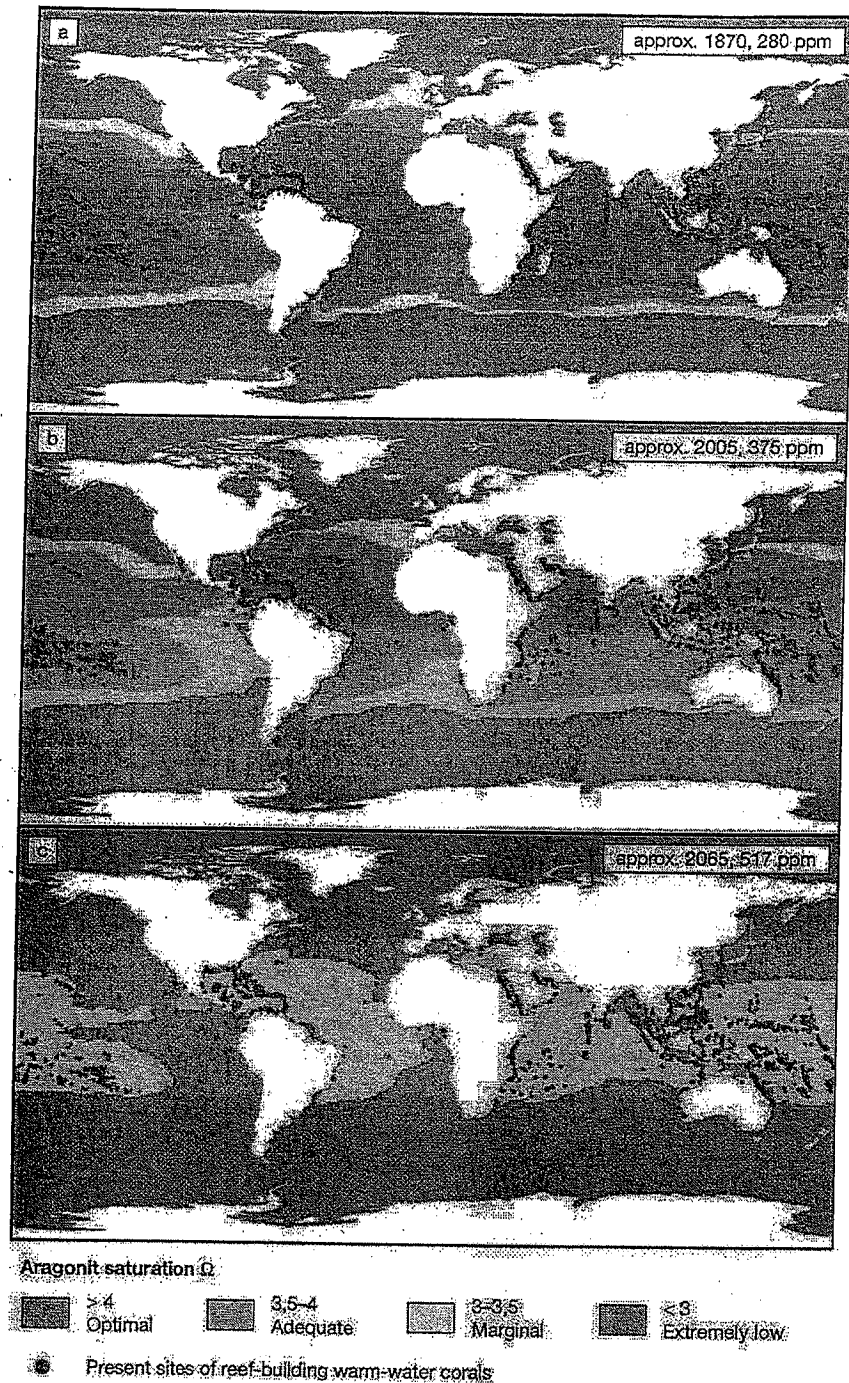 a
approx. 1870, 280 ppm
b
approx. 2005, 375 ppm
c
approx. 2065, 517 ppm
Aragonit saturation Ω
> 4
Optimal
3,5–4
Adequate
3–3,5
Marginal
< 3
Extremely low
Present sites of reef-building warm-water corals